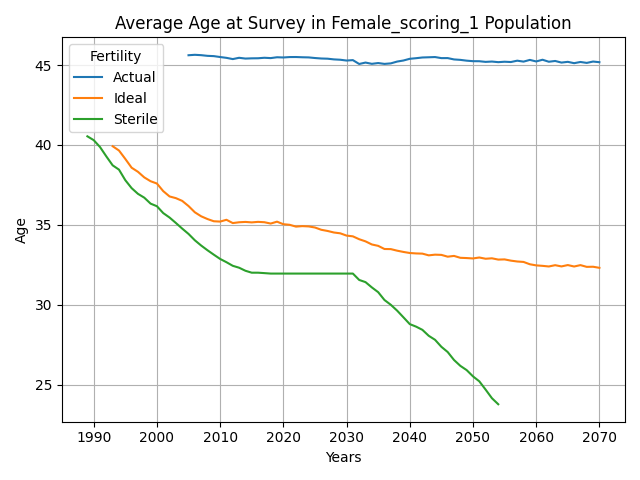 Average Age at Survey in Female_scoring_1 Population
Fertility
Actual
Ideal
Sterile
45
40
35
30
25
Age
1990 2000 2010 2020 2030 2040 2050 2060 2070
Years